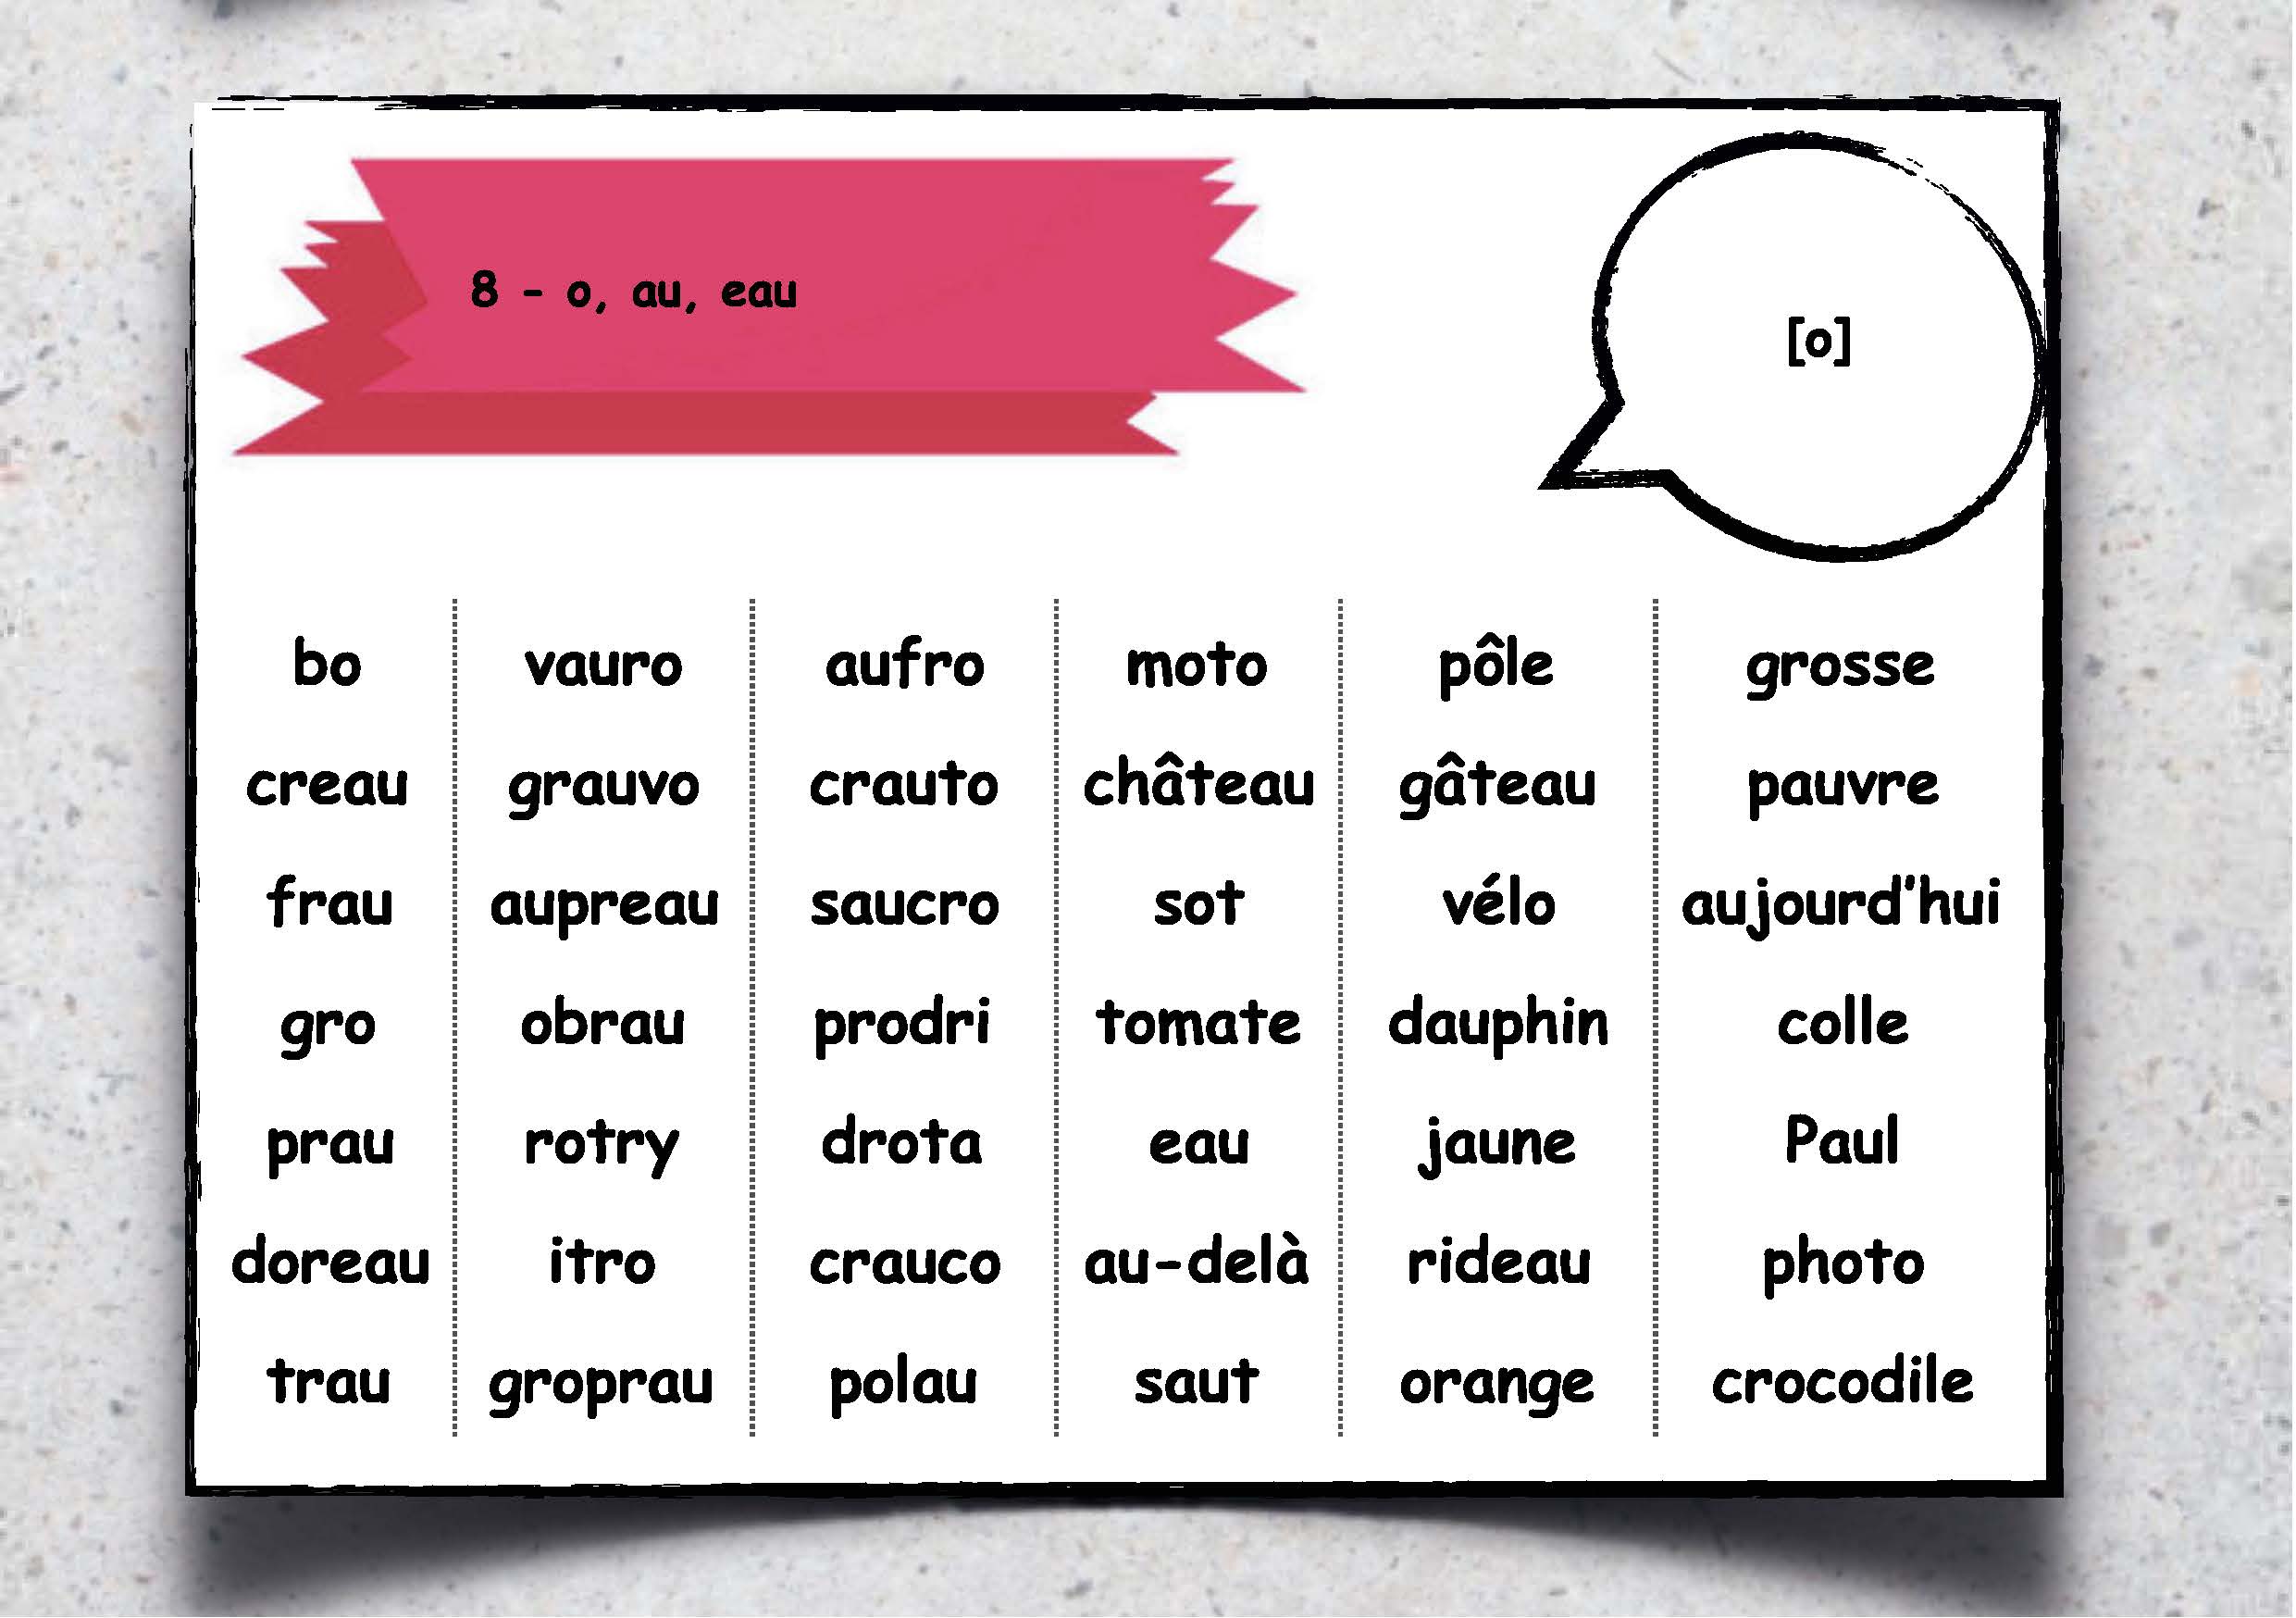 8 - o, au, eau
[o]
bo vauro aufro moto pôle grosse
creau grauvo crauto château gâteau pauvre
frau aupreau saucro sot vélo aujourd'hui
gro obrau prodri tomate dauphin colle
prau rotry drota eau jaune Paul
doreau itro crauco au-delà rideau photo
trau groprau polau saut orange crocodile